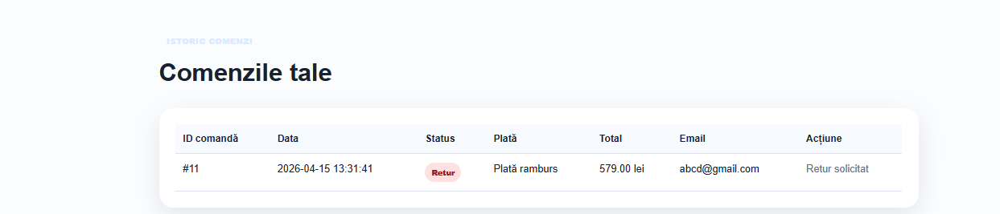 ISTORIC COMENZI
Comenzile tale
ID comandă Data Status Plată Total Email Acțiune
#11 2026-04-15 13:31:41 Retur Plată ramburs 579.00 lei abcd@gmail.com Retur solicitat